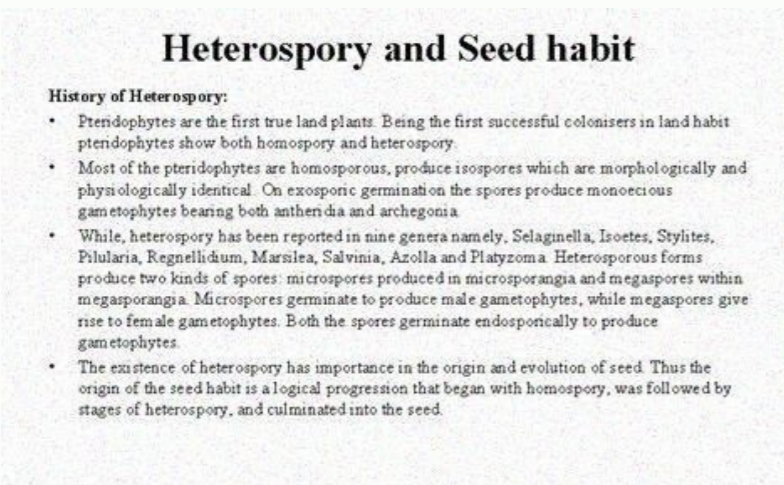 Heterospory and Seed habit
History of Heterospory:
• Pteridophytes are the first true land plants. Being the first successful colonisers in land habit
pteridophytes show both homospory and heterospory.
• Most of the pteridophytes are homosporous, produce isospores which are morphologically and
physiologically identical. On exosporic germination the spores produce monoecious
gametophytes bearing both antheridia and archegonia.
• While, heterospory has been reported in nine genera namely, Selaginella, Isoetes, Stylites,
Pilularia, Regnellidium, Marsilea, Salvinia, Azolla and Platyzoma. Heterosporous forms
produce two kinds of spores: microspores produced in microsporangia and megaspores within
megasporangia. Microspores germinate to produce male gametophytes, while megaspores give
rise to female gametophytes. Both the spores germinate endosporically to produce
gametophytes.
• The existence of heterospory has importance in the origin and evolution of seed. Thus the
origin of the seed habit is a logical progression that began with homospory, was followed by
stages of heterospory, and culminated into the seed.